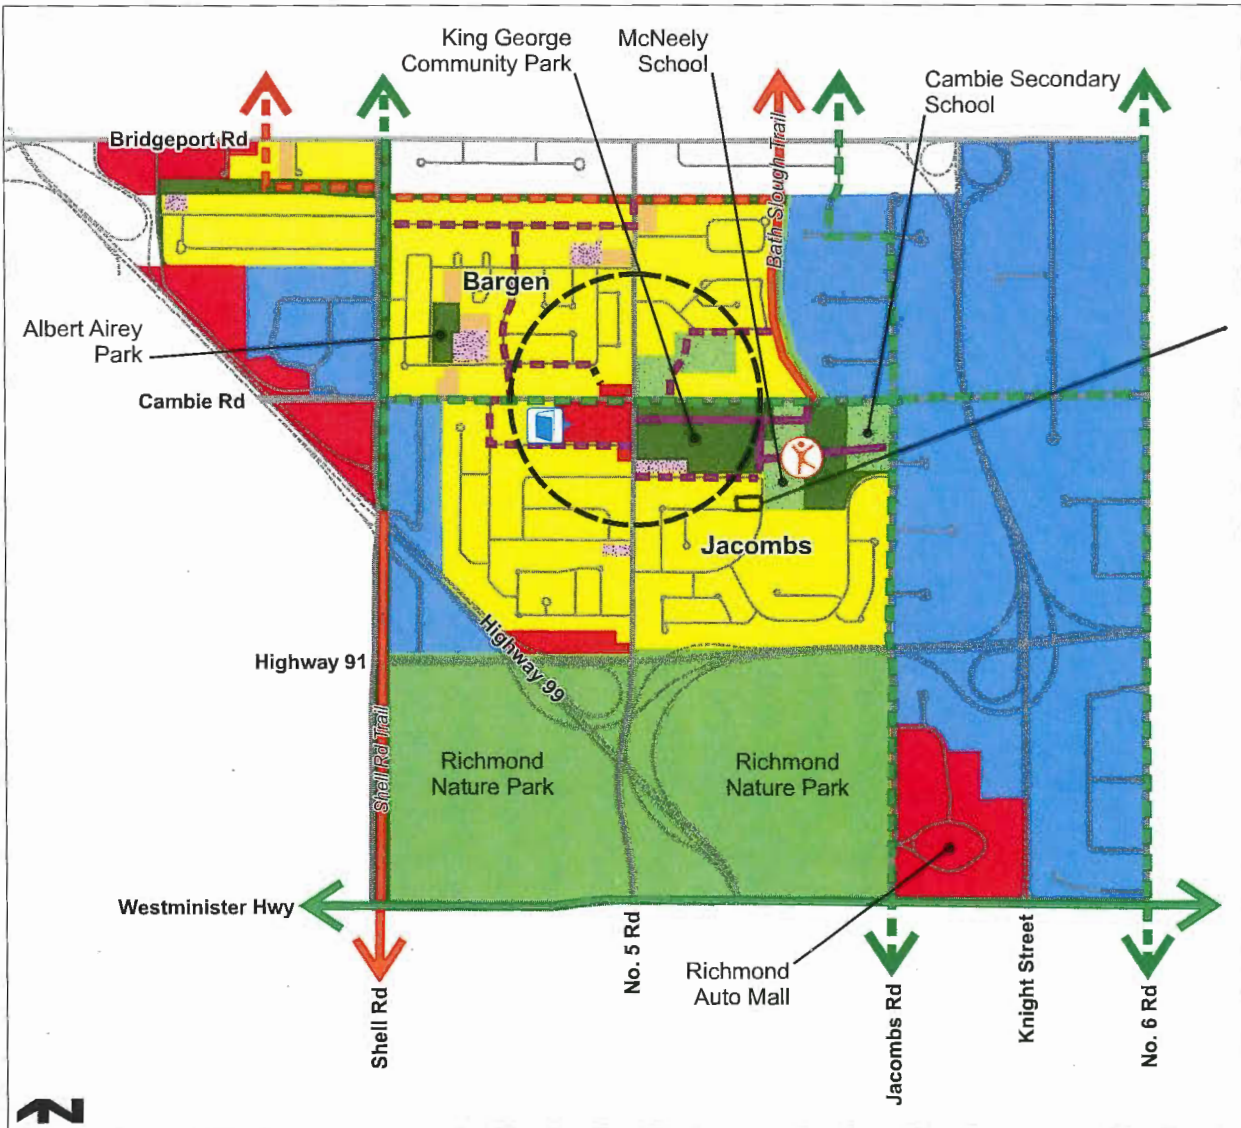 King George
Community Park
McNeely
School
Cambie Secondary
School
Bridgeport Rd
Bath Slough Trail
Bargen
Albert Airey
Park
Cambie Rd
Jacombs
Highway 91
Highway 99
Shell Rd Trail
Richmond
Nature Park
Richmond
Nature Park
Westminister Hwy
Shell Rd
No. 5 Rd
Richmond
Auto Mall
Jacombs Rd
Knight Street
No. 6 Rd
N